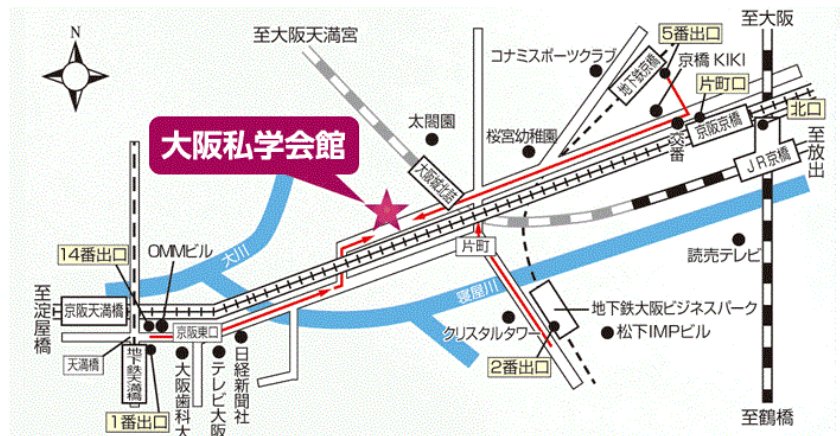 N
至大阪天満宮
コナミスポーツクラブ
5番出口
至大阪
地下鉄京橋
京橋 KIKI
片町口
北口
太閤園
桜宮幼稚園
交番
京阪京橋
至放出
大阪私学会館
大阪城北詰
JR京橋
14番出口
OMMビル
大川
片町
寝屋川
読売テレビ
至淀屋橋
京阪天満橋
京阪東口
地下鉄大阪ビジネスパーク
クリスタルタワー
松下IMPビル
天満橋
地下鉄天満橋
大阪歯科大
テレビ大阪
日経新聞社
2番出口
1番出口
至鶴橋